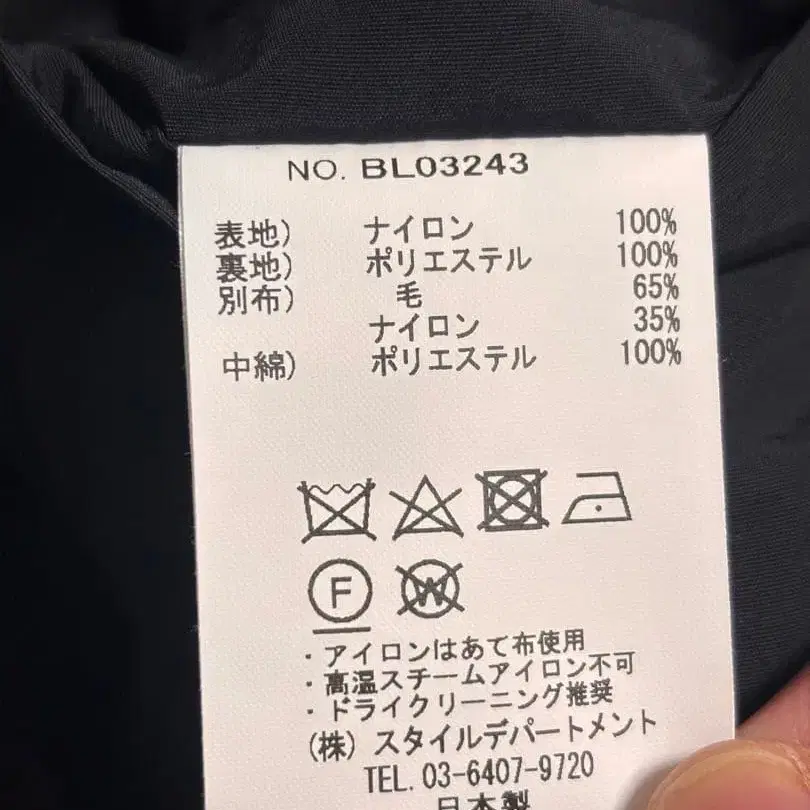 NO. BL03243
表地) ナイロン 100%
裏地) ポリエステル 100%
別布) 毛 65%
ナイロン 35%
中綿) ポリエステル 100%
F W
・アイロンはあて布使用
・高温スチームアイロン不可
・ドライクリーニング推奨
(株) スタイルデパートメント
TEL. 03-6407-9720
日本製